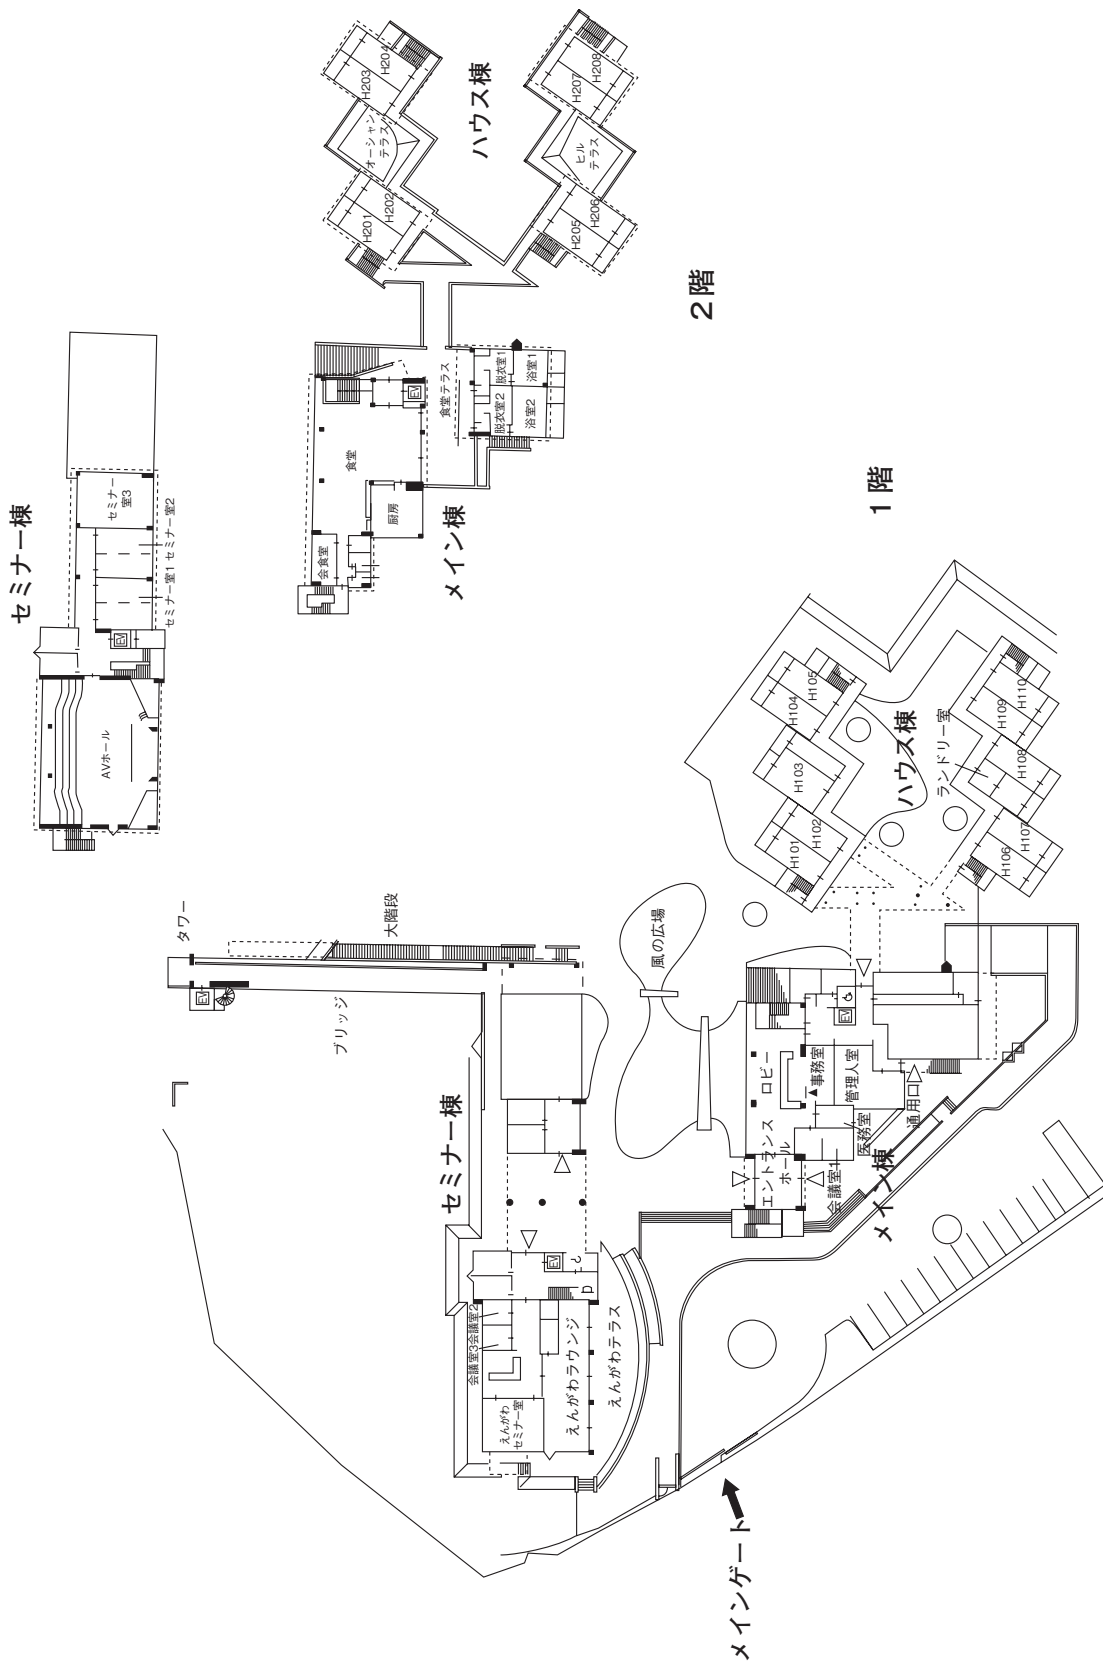 セミナー棟
AVホール
EV
セミナー室1
セミナー室2
セミナー
室3
ハウス棟
H201
H202
オーシャン
テラス
H203
H204
H205
H206
ヒル
テラス
H207
H208
メイン棟
会食室
厨房
食堂
EV
食堂テラス
脱衣室2
脱衣室1
浴室2
浴室1
2階
タワー
EV
ブリッジ
大階段
セミナー棟
会議室3
会議室2
えんがわ
セミナー室
えんがわラウンジ
えんがわテラス
EV
風の広場
メイン棟
エントランス
ホール
ロビー
会議室1
医務室
▲事務室
管理人室
通用口
EV
ハウス棟
H101
H102
H103
H104
H105
H106
H107
H108
H109
H110
ランドリー室
1階
メインゲート